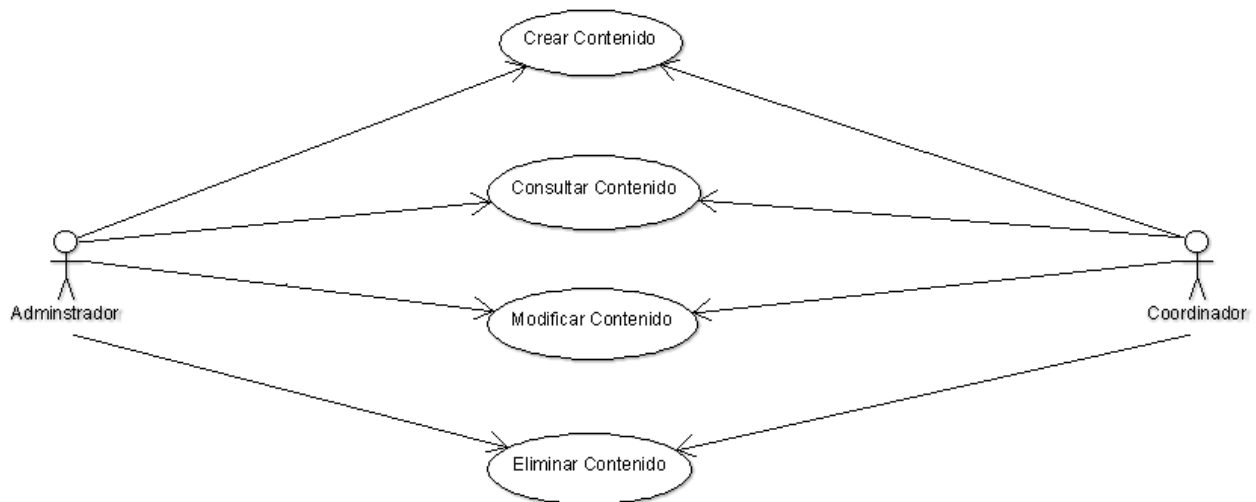 Crear Contenido
Consultar Contenido
Adminstrador
Coordinador
Modificar Contenido
Eliminar Contenido